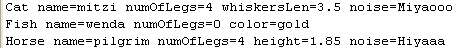 Cat name=mitzi numOfLegs=4 whiskersLen=3.5 noise=Miyaooo
Fish name=wenda numOfLegs=0 color=gold
Horse name=pilgrim numOfLegs=4 height=1.85 noise=Hiyaaa